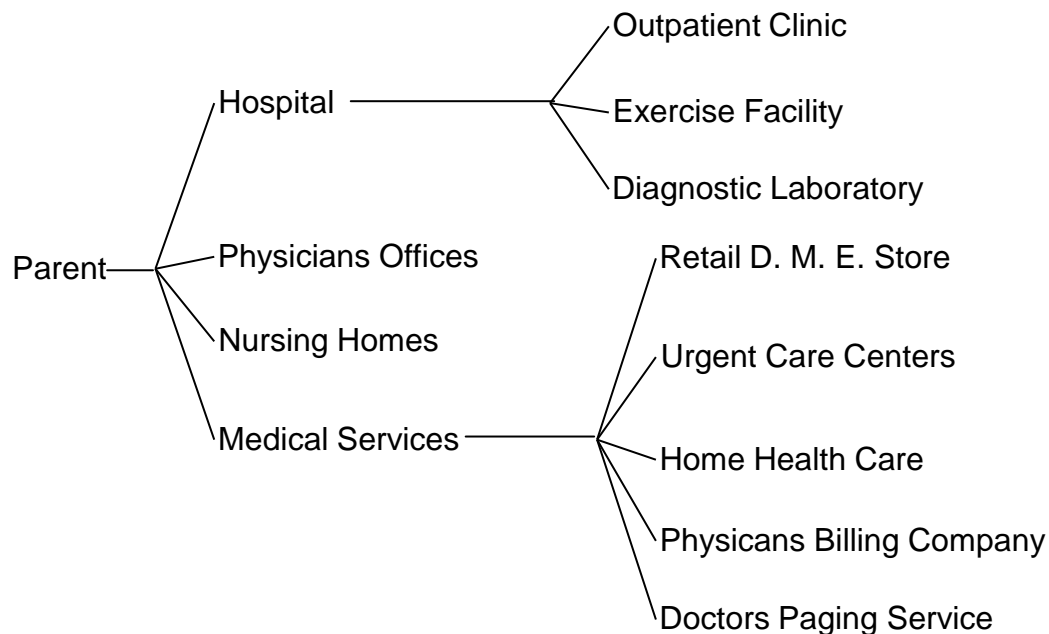 Outpatient Clinic
Hospital
Exercise Facility
Diagnostic Laboratory
Parent
Physicians Offices
Retail D. M. E. Store
Nursing Homes
Urgent Care Centers
Medical Services
Home Health Care
Physicans Billing Company
Doctors Paging Service